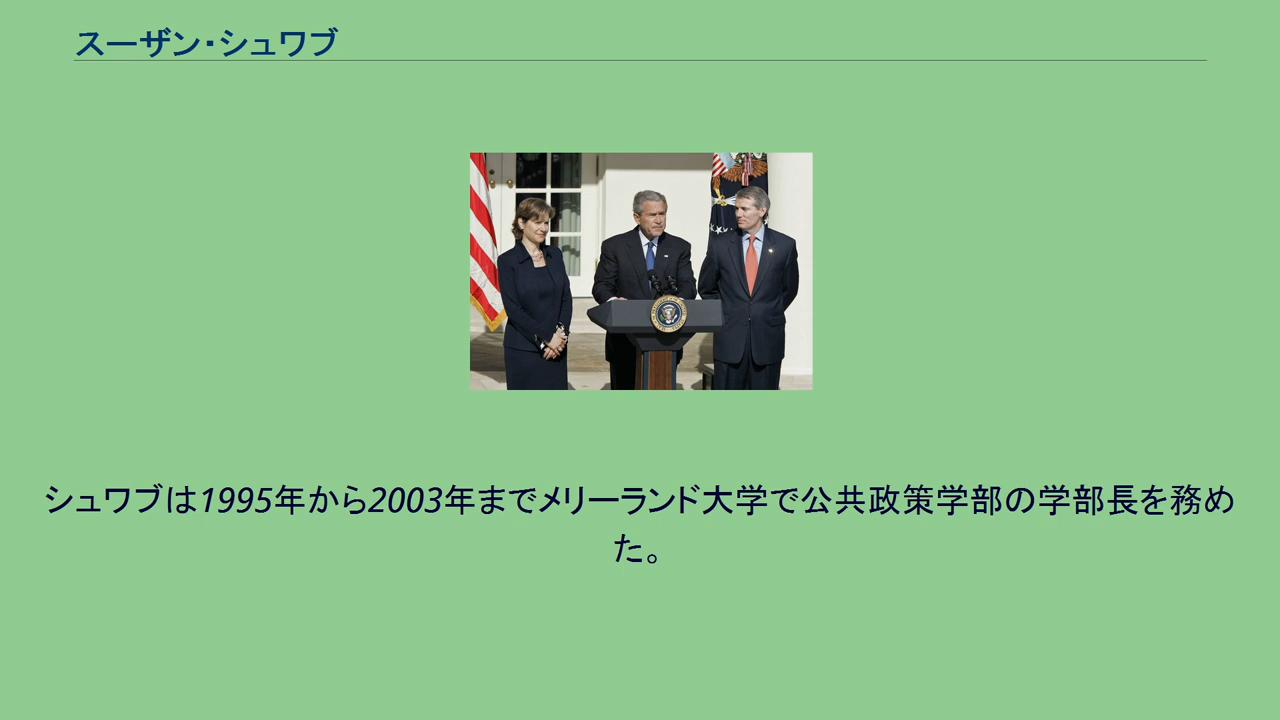 スーザン・シュワブ
シュワブは1995年から2003年までメリーランド大学で公共政策学部の学部長を務め
た。